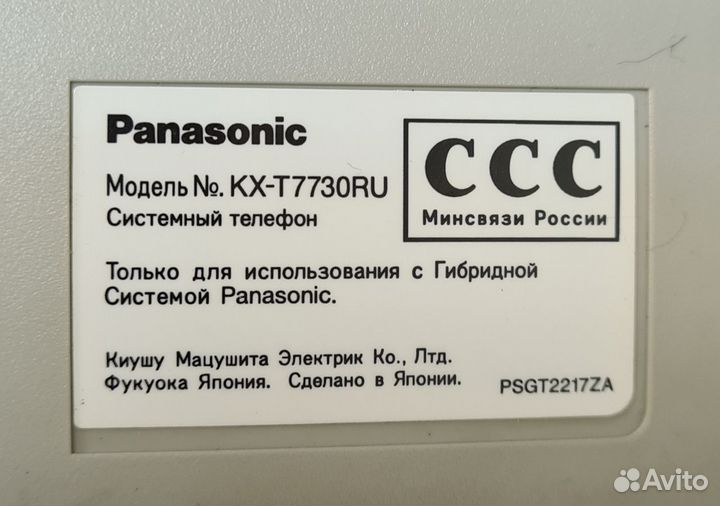 Panasonic
Модель №. KX-T7730RU
Системный телефон
CCC
Минсвязи России
Только для использования с Гибридной
Системой Panasonic.
Киушу Мацушита Электрик Ко., Лтд.
Фукуока Япония. Сделано в Японии.
PSGT2217ZA
Avito